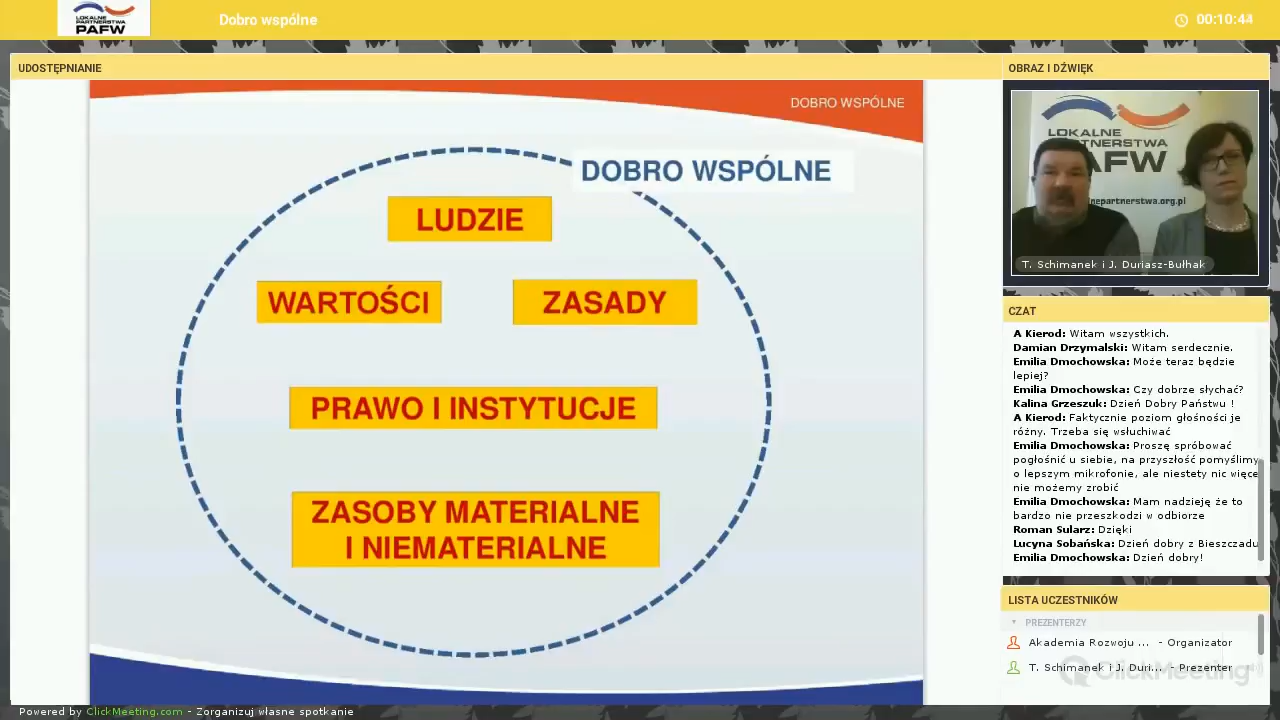 LOKALNE
PARTNERSTWA
PAFW
Dobro wspólne
00:10:44
UDOSTĘPNIANIE
DOBRO WSPÓLNE
DOBRO WSPÓLNE
LUDZIE
WARTOŚCI
ZASADY
PRAWO I INSTYTUCJE
ZASOBY MATERIALNE
I NIEMATERIALNE
OBRAZ I DŹWIĘK
LOKALNE
PARTNERSTWA
PAFW
lnepartnerstwa.org.pl
T. Schimanek i J. Duriasz-Bułhak
CZAT
A Kierod: Witam wszystkich.
Damian Drzymalski: Witam serdecznie.
Emilia Dmochowska: Może teraz będzie
lepiej?
Emilia Dmochowska: Czy dobrze słychać?
Kalina Grzeszuk: Dzień Dobry Państwu !
A Kierod: Faktycznie poziom głośności je
różny. Trzeba się wsłuchiwać
Emilia Dmochowska: Proszę spróbować
pogłośnić u siebie, na przyszłość pomyślimy
o lepszym mikrofonie, ale niestety nic więce
nie możemy zrobić
Emilia Dmochowska: Mam nadzieję że to
bardzo nie przeszkodzi w odbiorze
Roman Sularz: Dzięki
Lucyna Sobańska: Dzień dobry z Bieszczadu
Emilia Dmochowska: Dzień dobry!
LISTA UCZESTNIKÓW
PREZENTERZY
Akademia Rozwoju ... - Organizator
T. Schimanek i J. Duri... - Prezenter
ClickMeeting
Powered by ClickMeeting.com - Zorganizuj własne spotkanie